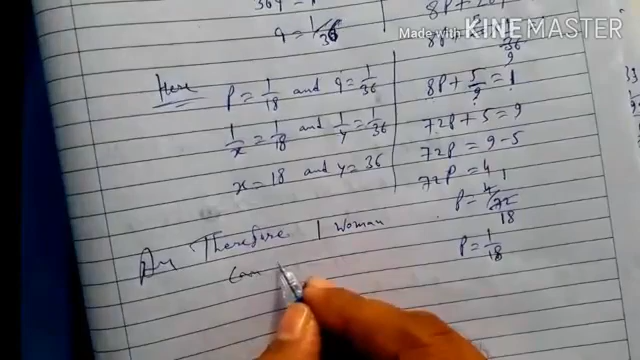 Made with KINEMASTER
q = 1/36
Here p = 1/18 and q = 1/36
1/x = 1/18 and 1/y = 1/36
x = 18 and y = 36
Therefore 1 woman
can
8p + 5/9 = 1
72p + 5 = 9
72p = 9 - 5
72p = 4
p = 4/72
1
18
p = 1/18